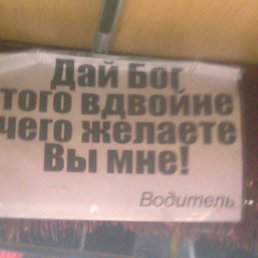 Дай Бог
того вдвойне
чего желаете
Вы мне!
Водитель